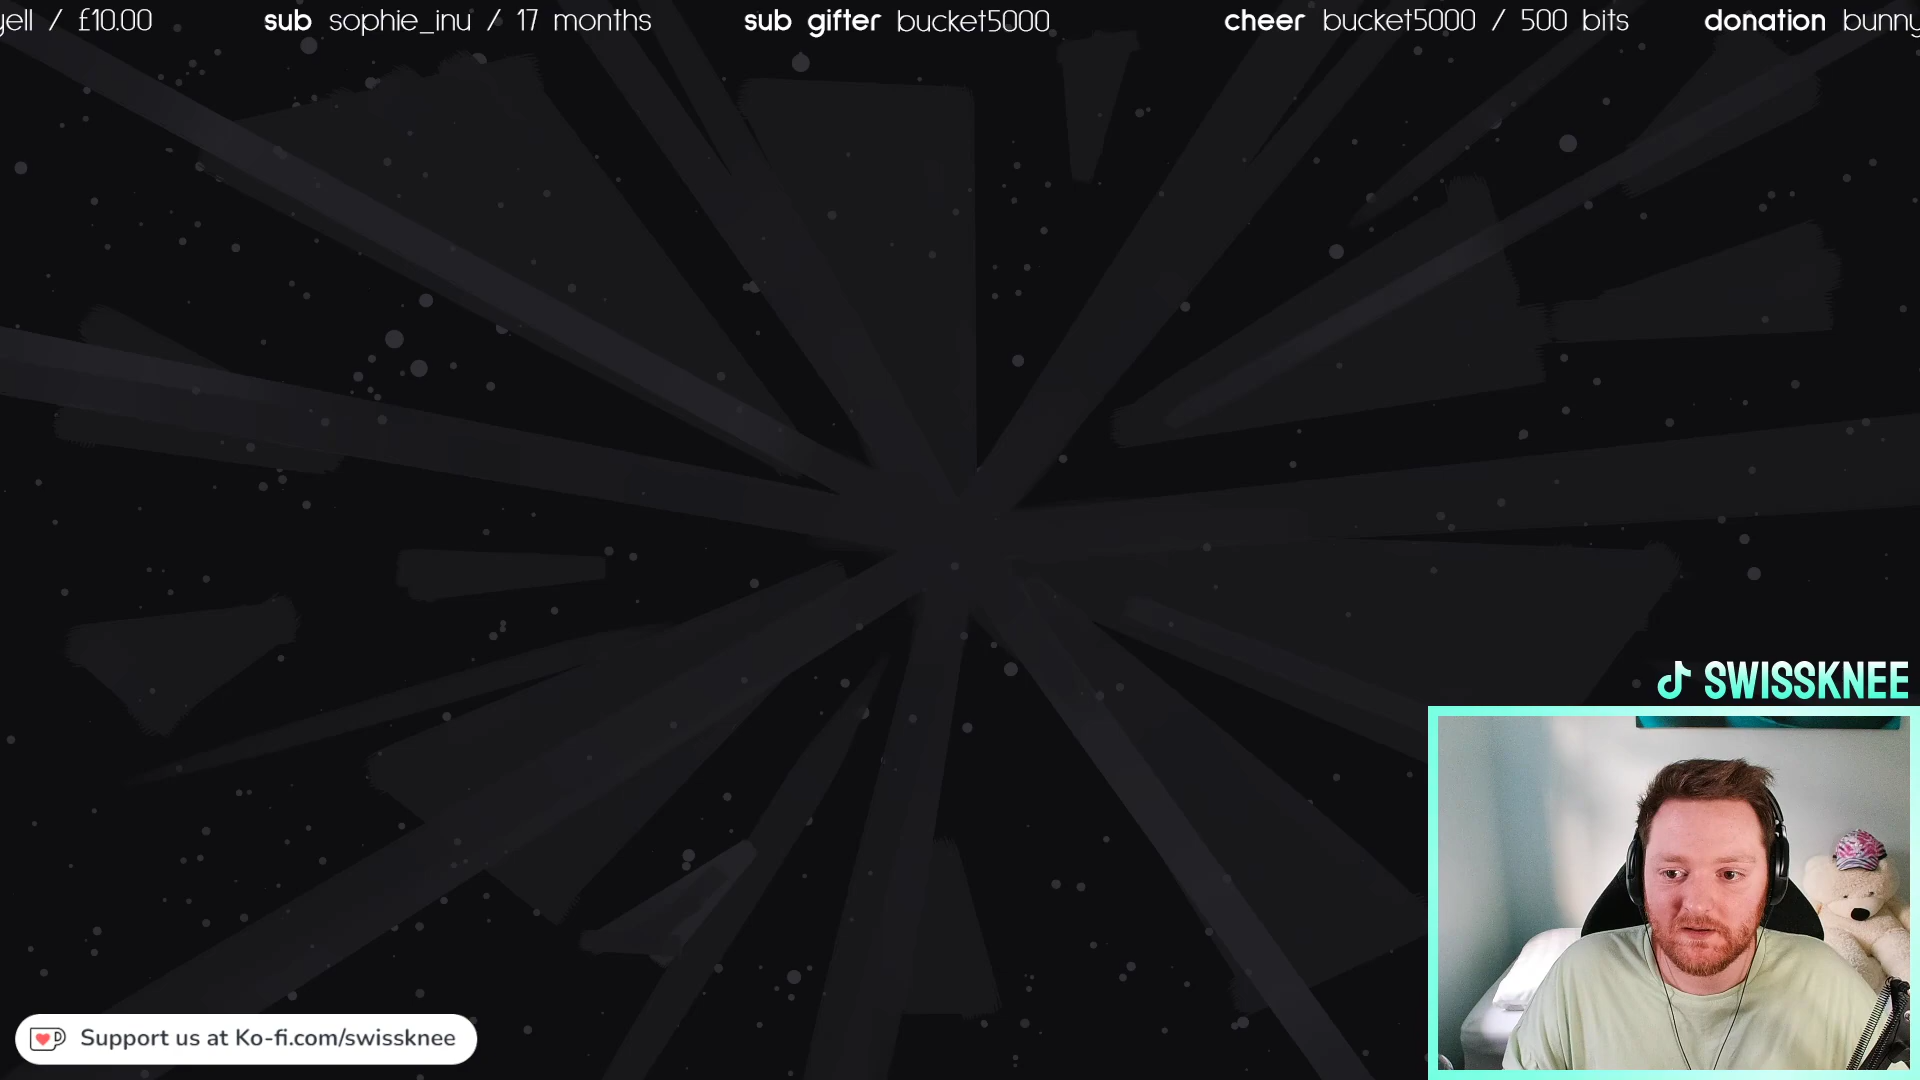 yell / £10.00 sub sophie_inu / 17 months sub gifter bucket5000 cheer bucket5000 / 500 bits donation bunny
SWISSKNEE
Support us at Ko-fi.com/swissknee